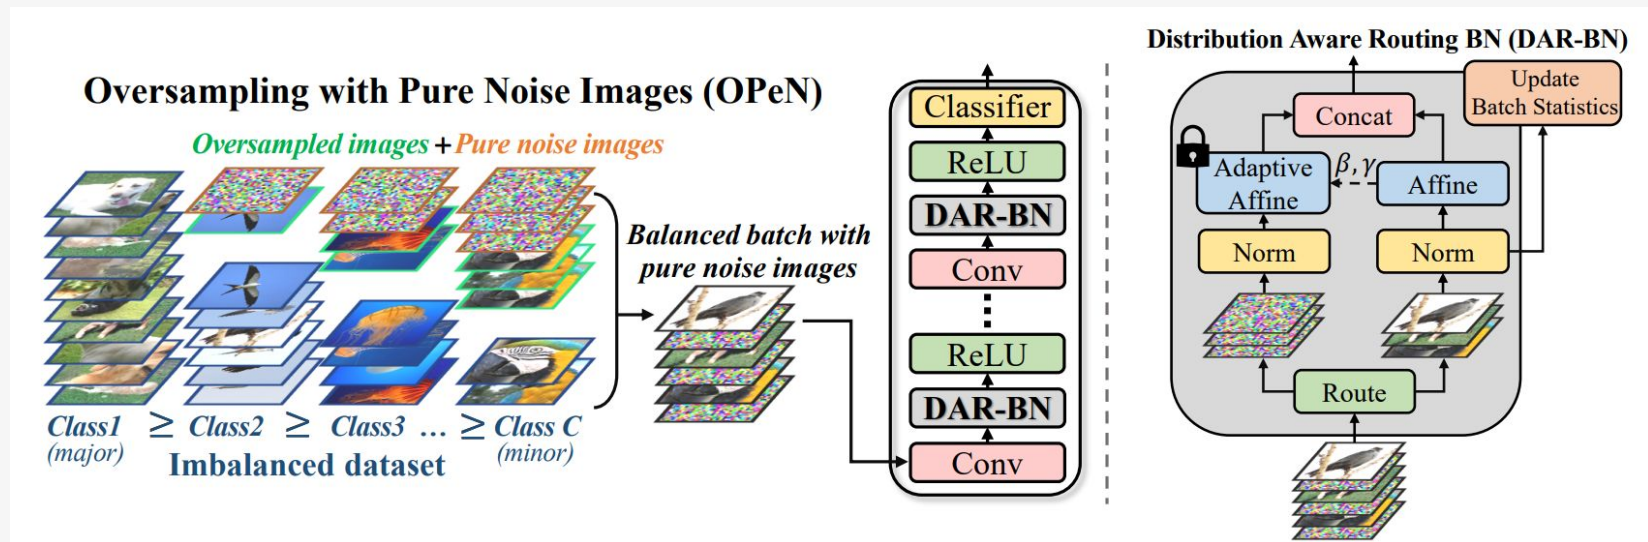 Oversampling with Pure Noise Images (OPeN)
Oversampled images + Pure noise images
Class1 ≥ Class2 ≥ Class3 ... ≥ Class C
(major) (minor)
Imbalanced dataset
Balanced batch with
pure noise images
Classifier
ReLU
DAR-BN
Conv
ReLU
DAR-BN
Conv
Distribution Aware Routing BN (DAR-BN)
Update
Batch Statistics
Concat
Adaptive
Affine
β, γ
Affine
Norm
Norm
Route